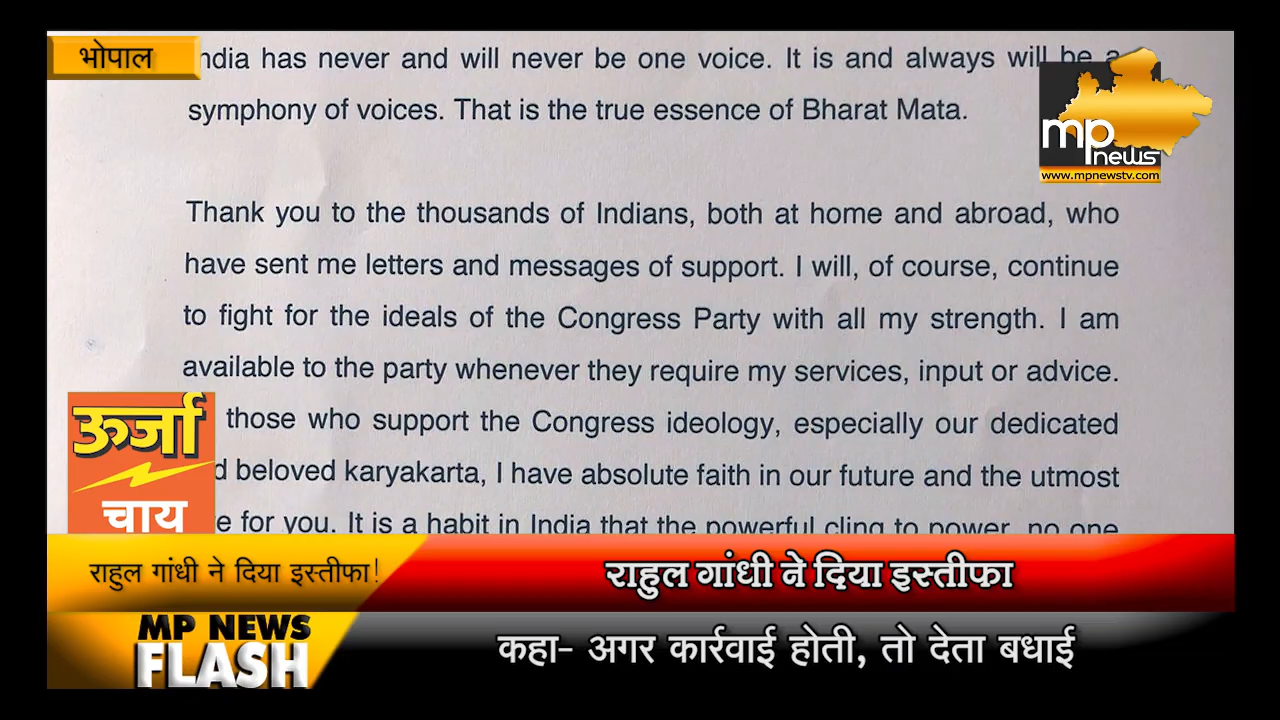 भोपाल
ndia has never and will never be one voice. It is and always will be a
symphony of voices. That is the true essence of Bharat Mata.
mp
news
www.mpnewstv.com
Thank you to the thousands of Indians, both at home and abroad, who
have sent me letters and messages of support. I will, of course, continue
to fight for the ideals of the Congress Party with all my strength. I am
available to the party whenever they require my services, input or advice.
those who support the Congress ideology, especially our dedicated
beloved karyakarta, I have absolute faith in our future and the utmost
for you. It is a habit in India that the powerful cling to power, no one
ऊर्जा
चाय
राहुल गांधी ने दिया इस्तीफा!
राहुल गांधी ने दिया इस्तीफा
MP NEWS
FLASH
कहा- अगर कार्रवाई होती, तो देता बधाई